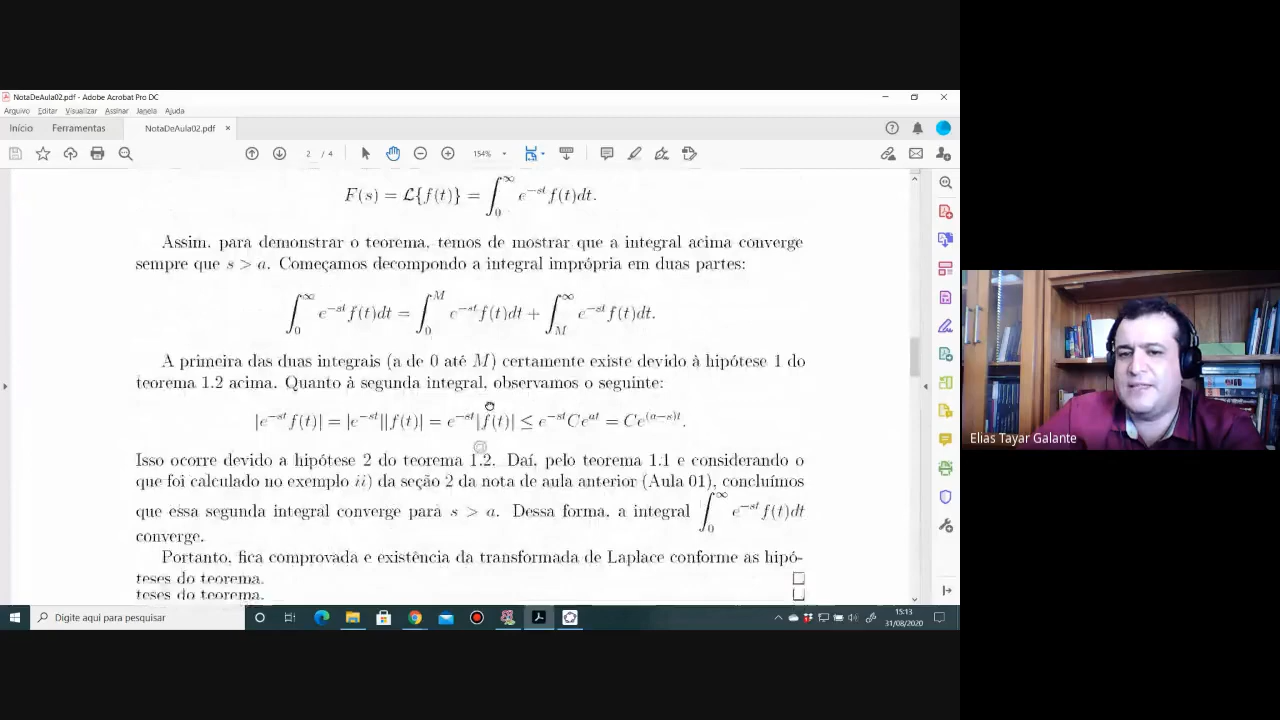 NotaDeAula02.pdf - Adobe Acrobat Pro DC
Arquivo Editar Visualizar Assinar Janela Ajuda
Início Ferramentas NotaDeAula02.pdf ×
2 / 4 154%
F(s) = ℒ{f(t)} = ∫₀^∞ e^{−st} f(t)dt.
Assim, para demonstrar o teorema, temos de mostrar que a integral acima converge
sempre que s > a. Começamos decompondo a integral imprópria em duas partes:
∫₀^∞ e^{−st} f(t)dt = ∫₀^M e^{−st} f(t)dt + ∫_M^∞ e^{−st} f(t)dt.
A primeira das duas integrais (a de 0 até M) certamente existe devido à hipótese 1 do
teorema 1.2 acima. Quanto à segunda integral, observamos o seguinte:
|e^{−st} f(t)| = |e^{−st}||f(t)| = e^{−st}|f(t)| ≤ e^{−st}Ce^{at} = Ce^{(a−s)t}.
Isso ocorre devido a hipótese 2 do teorema 1.2. Daí, pelo teorema 1.1 e considerando o
que foi calculado no exemplo ii) da seção 2 da nota de aula anterior (Aula 01), concluímos
que essa segunda integral converge para s > a. Dessa forma, a integral ∫₀^∞ e^{−st} f(t)dt
converge.
Portanto, fica comprovada e existência da transformada de Laplace conforme as hipó-
teses do teorema. □
teses do teorema. □
Elias Tayar Galante
Digite aqui para pesquisar
15:13
31/08/2020